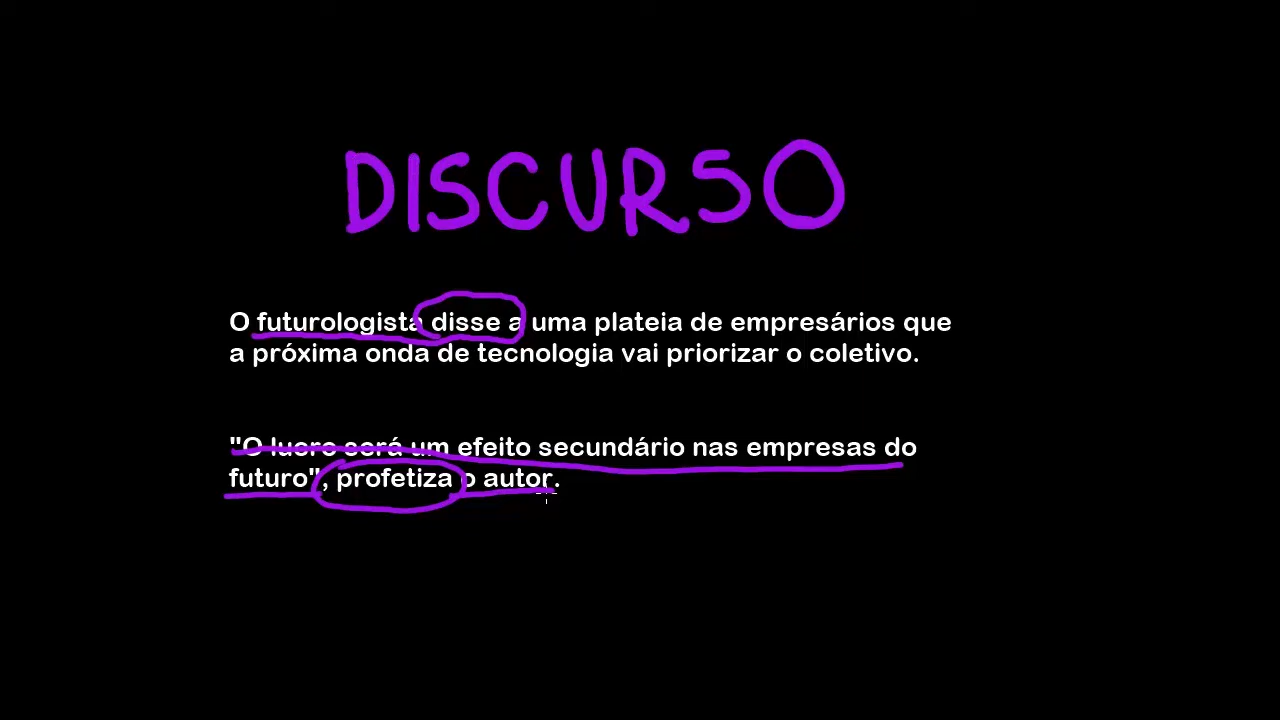 DISCURSO
O futurologista disse a uma plateia de empresários que
a próxima onda de tecnologia vai priorizar o coletivo.
"O lucro será um efeito secundário nas empresas do
futuro", profetiza o autor.